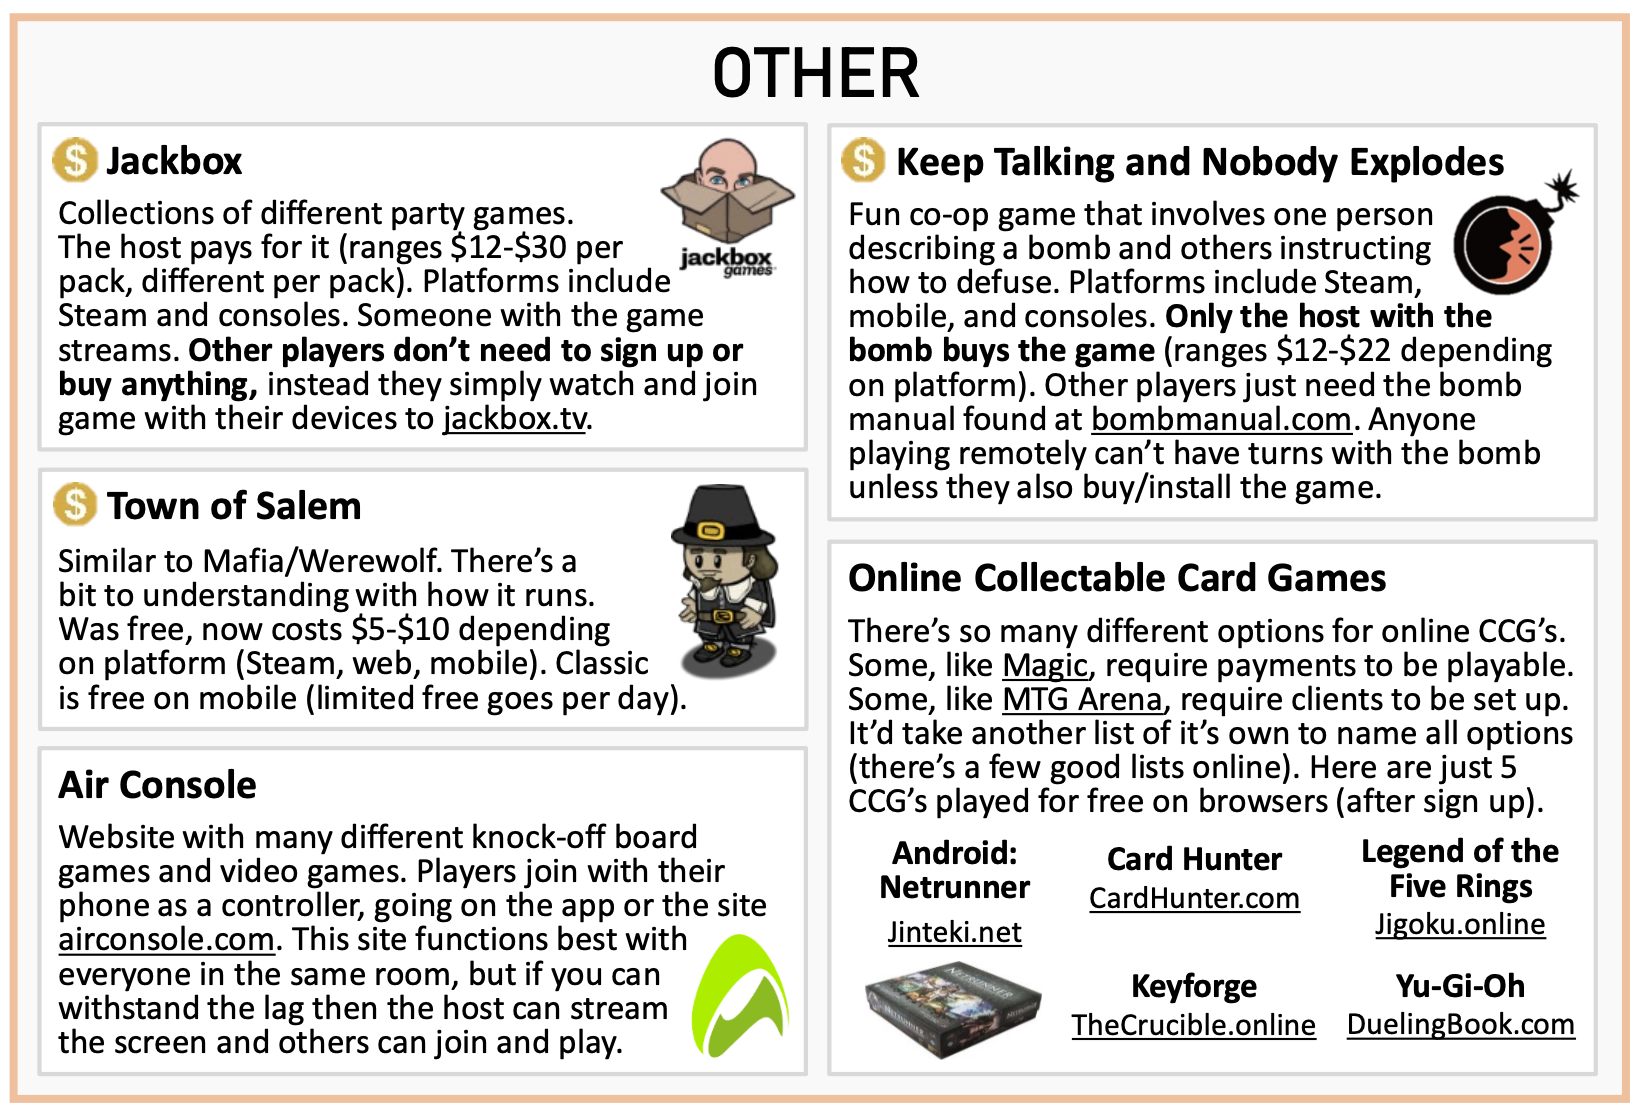 OTHER
$ Jackbox
Collections of different party games.
The host pays for it (ranges $12-$30 per
pack, different per pack). Platforms include
Steam and consoles. Someone with the game
streams. Other players don't need to sign up or
buy anything, instead they simply watch and join
game with their devices to jackbox.tv.
jackbox
games
$ Town of Salem
Similar to Mafia/Werewolf. There's a
bit to understanding with how it runs.
Was free, now costs $5-$10 depending
on platform (Steam, web, mobile). Classic
is free on mobile (limited free goes per day).
Air Console
Website with many different knock-off board
games and video games. Players join with their
phone as a controller, going on the app or the site
airconsole.com. This site functions best with
everyone in the same room, but if you can
withstand the lag then the host can stream
the screen and others can join and play.
$ Keep Talking and Nobody Explodes
Fun co-op game that involves one person
describing a bomb and others instructing
how to defuse. Platforms include Steam,
mobile, and consoles. Only the host with the
bomb buys the game (ranges $12-$22 depending
on platform). Other players just need the bomb
manual found at bombmanual.com. Anyone
playing remotely can't have turns with the bomb
unless they also buy/install the game.
Online Collectable Card Games
There's so many different options for online CCG's.
Some, like Magic, require payments to be playable.
Some, like MTG Arena, require clients to be set up.
It'd take another list of it's own to name all options
(there's a few good lists online). Here are just 5
CCG's played for free on browsers (after sign up).
Android:
Netrunner
Jinteki.net
Card Hunter
CardHunter.com
Legend of the
Five Rings
Jigoku.online
NETRUNNER
NETRUNNER
NETRUNNER
Keyforge
TheCrucible.online
Yu-Gi-Oh
DuelingBook.com